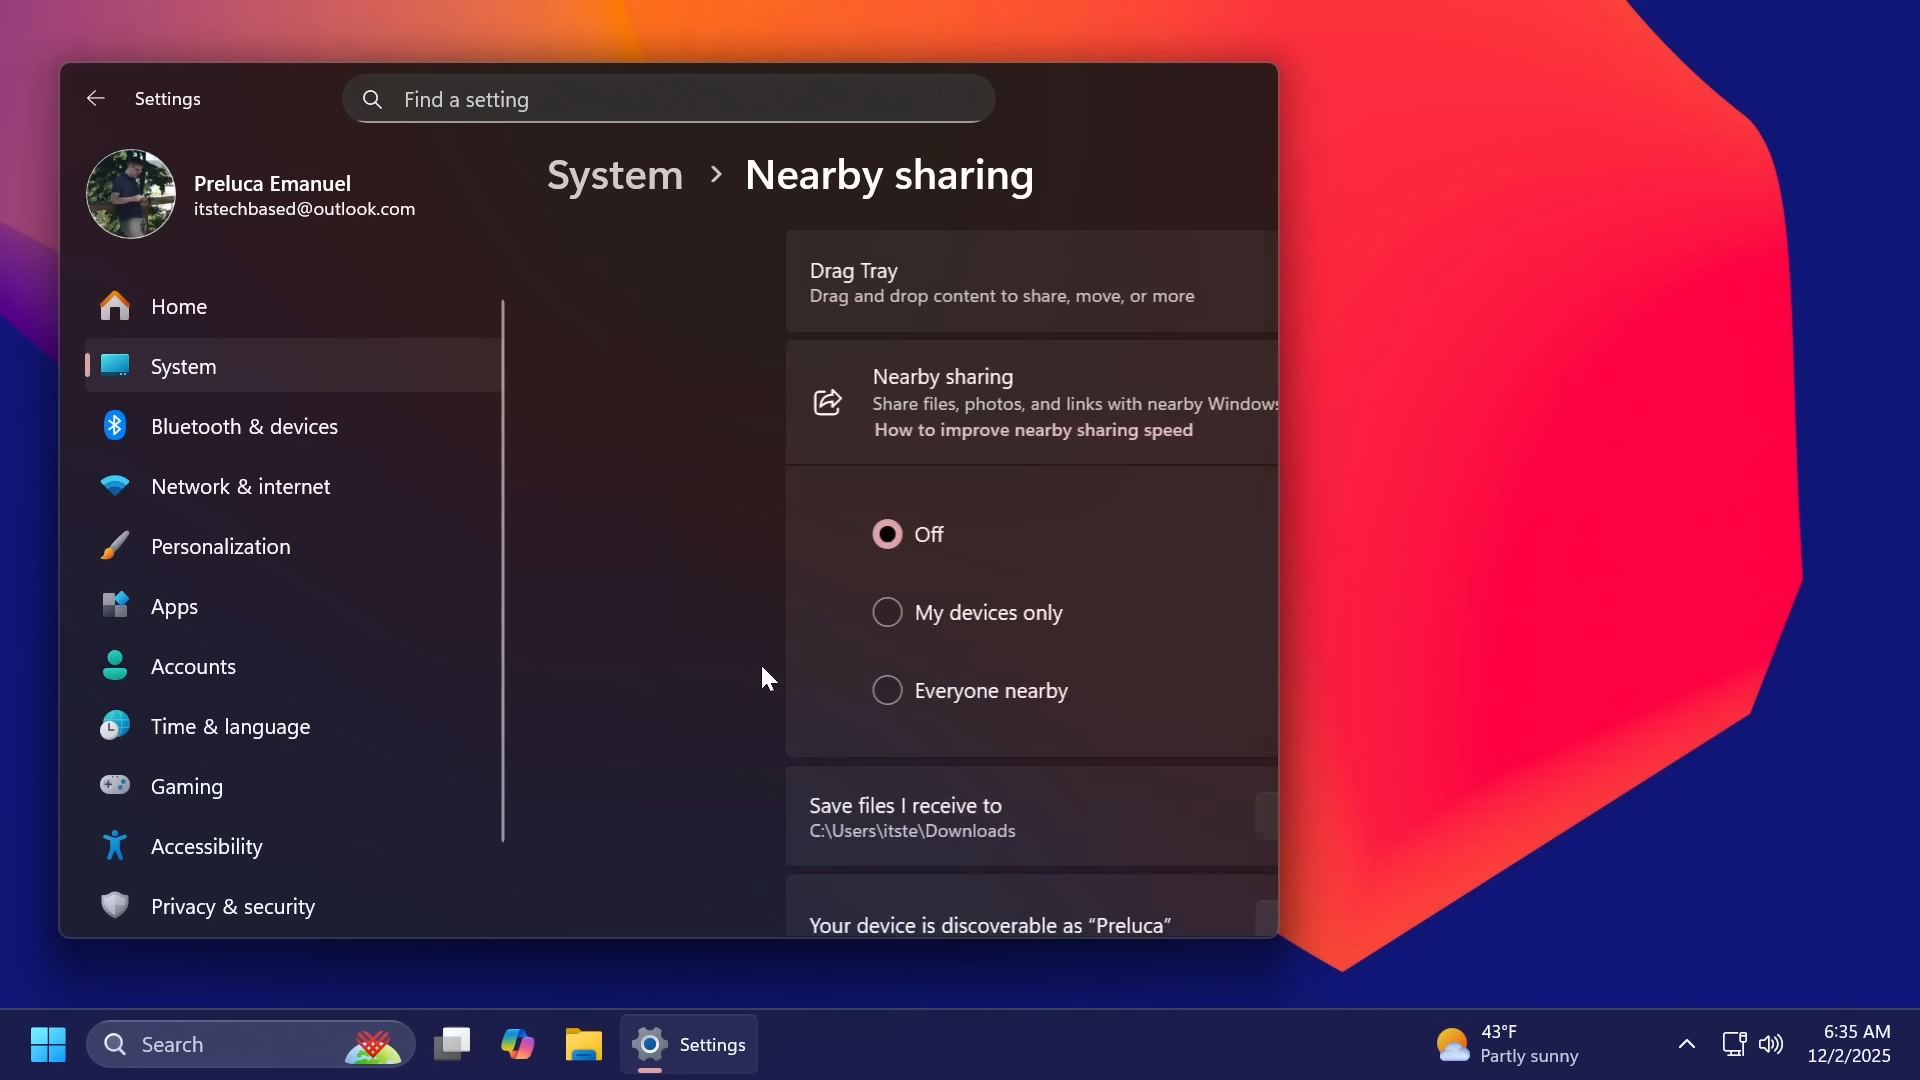 Settings
Find a setting
Preluca Emanuel
itstechbased@outlook.com
System > Nearby sharing
Home
System
Bluetooth & devices
Network & internet
Personalization
Apps
Accounts
Time & language
Gaming
Accessibility
Privacy & security
Drag Tray
Drag and drop content to share, move, or more
Nearby sharing
Share files, photos, and links with nearby Windows
How to improve nearby sharing speed
Off
My devices only
Everyone nearby
Save files I receive to
C:\Users\itste\Downloads
Your device is discoverable as “Preluca”
Search
Settings
43°F
Partly sunny
6:35 AM
12/2/2025